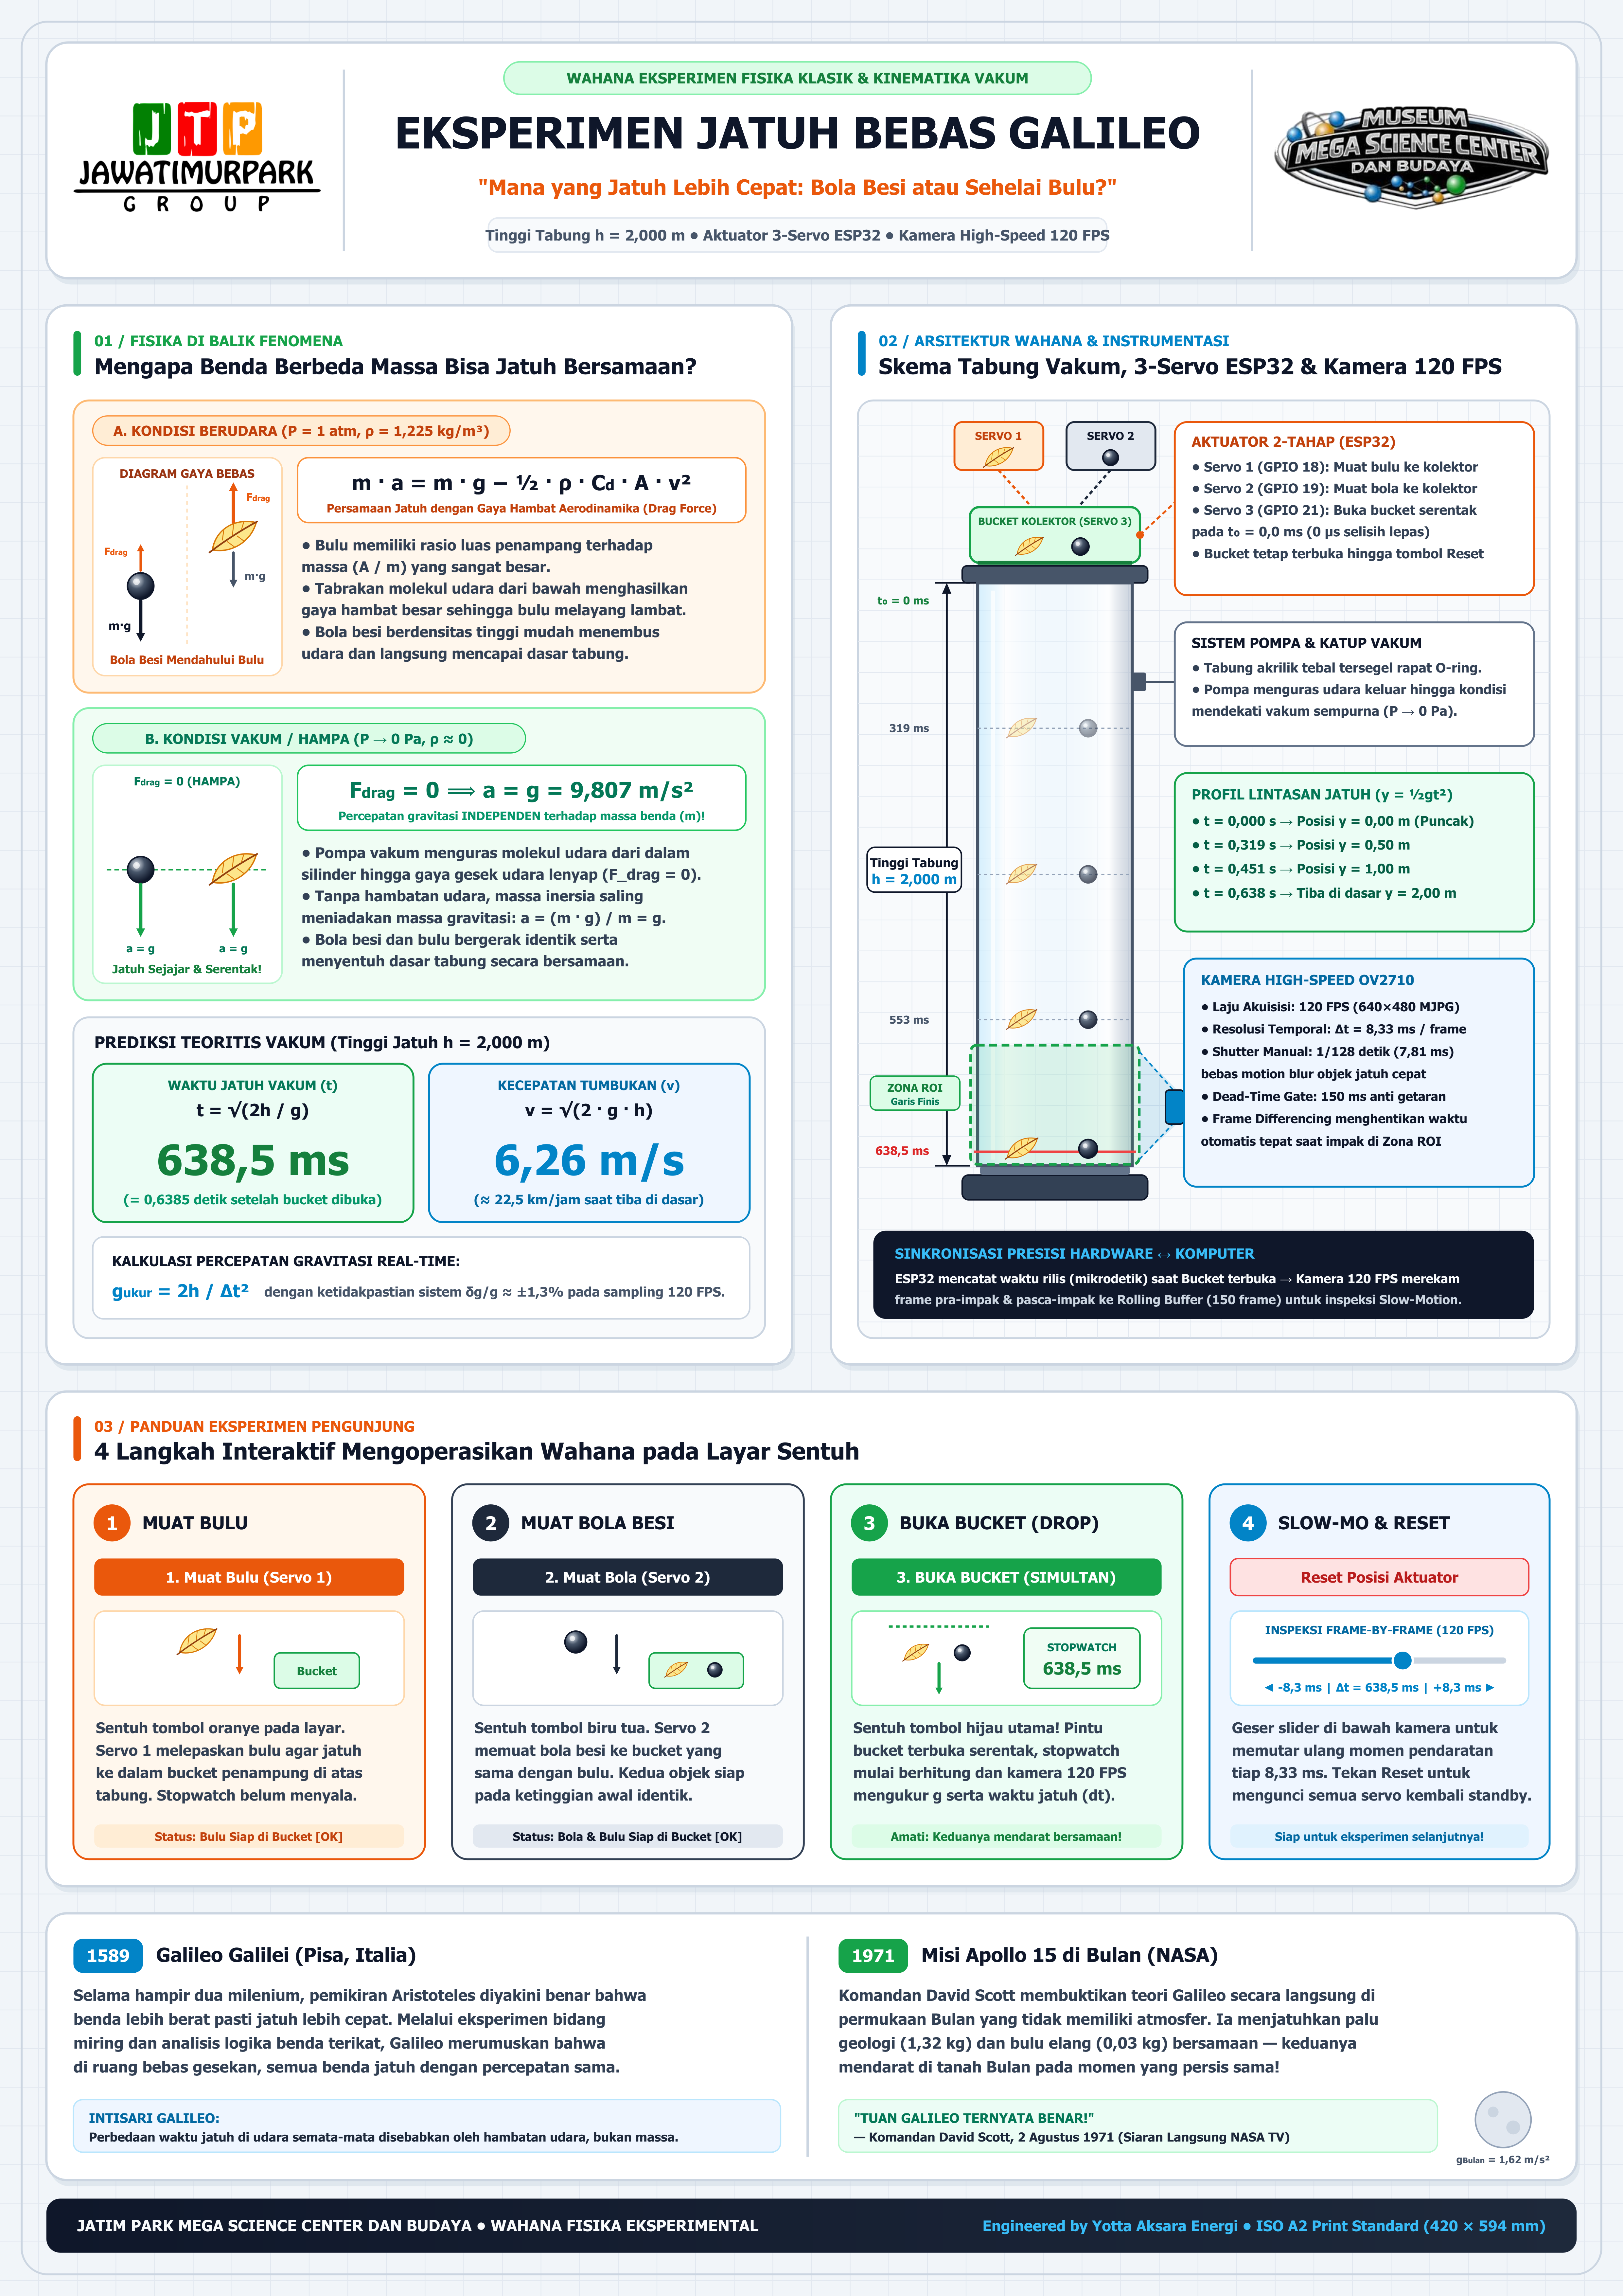 JTP
JAWATIMURPARK
GROUP
WAHANA EKSPERIMEN FISIKA KLASIK & KINEMATIKA VAKUM
EKSPERIMEN JATUH BEBAS GALILEO
"Mana yang Jatuh Lebih Cepat: Bola Besi atau Sehelai Bulu?"
Tinggi Tabung h = 2,000 m ● Aktuator 3-Servo ESP32 ● Kamera High-Speed 120 FPS
MUSEUM
MEGA SCIENCE CENTER
DAN BUDAYA
01 / FISIKA DI BALIK FENOMENA
Mengapa Benda Berbeda Massa Bisa Jatuh Bersamaan?
A. KONDISI BERUDARA (P = 1 atm, ρ = 1,225 kg/m³)
DIAGRAM GAYA BEBAS
Fdrag
Fdrag
m·g
m·g
Bola Besi Mendahului Bulu
m · a = m · g − ½ · ρ · Cd · A · v²
Persamaan Jatuh dengan Gaya Hambat Aerodinamika (Drag Force)
● Bulu memiliki rasio luas penampang terhadap
massa (A / m) yang sangat besar.
● Tabrakan molekul udara dari bawah menghasilkan
gaya hambat besar sehingga bulu melayang lambat.
● Bola besi berdensitas tinggi mudah menembus
udara dan langsung mencapai dasar tabung.
B. KONDISI VAKUM / HAMPA (P → 0 Pa, ρ ≈ 0)
Fdrag = 0 (HAMPA)
a = g
a = g
Jatuh Sejajar & Serentak!
Fdrag = 0 ⟹ a = g = 9,807 m/s²
Percepatan gravitasi INDEPENDEN terhadap massa benda (m)!
● Pompa vakum menguras molekul udara dari dalam
silinder hingga gaya gesek udara lenyap (F_drag = 0).
● Tanpa hambatan udara, massa inersia saling
meniadakan massa gravitasi: a = (m · g) / m = g.
● Bola besi dan bulu bergerak identik serta
menyentuh dasar tabung secara bersamaan.
PREDIKSI TEORITIS VAKUM (Tinggi Jatuh h = 2,000 m)
WAKTU JATUH VAKUM (t)
t = √(2h / g)
638,5 ms
(= 0,6385 detik setelah bucket dibuka)
KECEPATAN TUMBUKAN (v)
v = √(2 · g · h)
6,26 m/s
(≈ 22,5 km/jam saat tiba di dasar)
KALKULASI PERCEPATAN GRAVITASI REAL-TIME:
gukur = 2h / Δt² dengan ketidakpastian sistem δg/g ≈ ±1,3% pada sampling 120 FPS.
02 / ARSITEKTUR WAHANA & INSTRUMENTASI
Skema Tabung Vakum, 3-Servo ESP32 & Kamera 120 FPS
SERVO 1
SERVO 2
BUCKET KOLEKTOR (SERVO 3)
t₀ = 0 ms
319 ms
Tinggi Tabung
h = 2,000 m
553 ms
ZONA ROI
Garis Finis
638,5 ms
AKTUATOR 2-TAHAP (ESP32)
● Servo 1 (GPIO 18): Muat bulu ke kolektor
● Servo 2 (GPIO 19): Muat bola ke kolektor
● Servo 3 (GPIO 21): Buka bucket serentak
pada t₀ = 0,0 ms (0 µs selisih lepas)
● Bucket tetap terbuka hingga tombol Reset
SISTEM POMPA & KATUP VAKUM
● Tabung akrilik tebal tersegel rapat O-ring.
● Pompa menguras udara keluar hingga kondisi
mendekati vakum sempurna (P → 0 Pa).
PROFIL LINTASAN JATUH (y = ½gt²)
● t = 0,000 s → Posisi y = 0,00 m (Puncak)
● t = 0,319 s → Posisi y = 0,50 m
● t = 0,451 s → Posisi y = 1,00 m
● t = 0,638 s → Tiba di dasar y = 2,00 m
KAMERA HIGH-SPEED OV2710
● Laju Akuisisi: 120 FPS (640×480 MJPG)
● Resolusi Temporal: Δt = 8,33 ms / frame
● Shutter Manual: 1/128 detik (7,81 ms)
bebas motion blur objek jatuh cepat
● Dead-Time Gate: 150 ms anti getaran
● Frame Differencing menghentikan waktu
otomatis tepat saat impak di Zona ROI
SINKRONISASI PRESISI HARDWARE ↔ KOMPUTER
ESP32 mencatat waktu rilis (mikrodetik) saat Bucket terbuka → Kamera 120 FPS merekam
frame pra-impak & pasca-impak ke Rolling Buffer (150 frame) untuk inspeksi Slow-Motion.
03 / PANDUAN EKSPERIMEN PENGUNJUNG
4 Langkah Interaktif Mengoperasikan Wahana pada Layar Sentuh
1 MUAT BULU
1. Muat Bulu (Servo 1)
Bucket
Sentuh tombol oranye pada layar.
Servo 1 melepaskan bulu agar jatuh
ke dalam bucket penampung di atas
tabung. Stopwatch belum menyala.
Status: Bulu Siap di Bucket [OK]
2 MUAT BOLA BESI
2. Muat Bola (Servo 2)
Sentuh tombol biru tua. Servo 2
memuat bola besi ke bucket yang
sama dengan bulu. Kedua objek siap
pada ketinggian awal identik.
Status: Bola & Bulu Siap di Bucket [OK]
3 BUKA BUCKET (DROP)
3. BUKA BUCKET (SIMULTAN)
STOPWATCH
638,5 ms
Sentuh tombol hijau utama! Pintu
bucket terbuka serentak, stopwatch
mulai berhitung dan kamera 120 FPS
mengukur g serta waktu jatuh (dt).
Amati: Keduanya mendarat bersamaan!
4 SLOW-MO & RESET
Reset Posisi Aktuator
INSPEKSI FRAME-BY-FRAME (120 FPS)
◄ -8,3 ms | Δt = 638,5 ms | +8,3 ms ►
Geser slider di bawah kamera untuk
memutar ulang momen pendaratan
tiap 8,33 ms. Tekan Reset untuk
mengunci semua servo kembali standby.
Siap untuk eksperimen selanjutnya!
1589 Galileo Galilei (Pisa, Italia)
Selama hampir dua milenium, pemikiran Aristoteles diyakini benar bahwa
benda lebih berat pasti jatuh lebih cepat. Melalui eksperimen bidang
miring dan analisis logika benda terikat, Galileo merumuskan bahwa
di ruang bebas gesekan, semua benda jatuh dengan percepatan sama.
INTISARI GALILEO:
Perbedaan waktu jatuh di udara semata-mata disebabkan oleh hambatan udara, bukan massa.
1971 Misi Apollo 15 di Bulan (NASA)
Komandan David Scott membuktikan teori Galileo secara langsung di
permukaan Bulan yang tidak memiliki atmosfer. Ia menjatuhkan palu
geologi (1,32 kg) dan bulu elang (0,03 kg) bersamaan — keduanya
mendarat di tanah Bulan pada momen yang persis sama!
"TUAN GALILEO TERNYATA BENAR!"
— Komandan David Scott, 2 Agustus 1971 (Siaran Langsung NASA TV)
gBulan = 1,62 m/s²
JATIM PARK MEGA SCIENCE CENTER DAN BUDAYA ● WAHANA FISIKA EKSPERIMENTAL
Engineered by Yotta Aksara Energi ● ISO A2 Print Standard (420 × 594 mm)